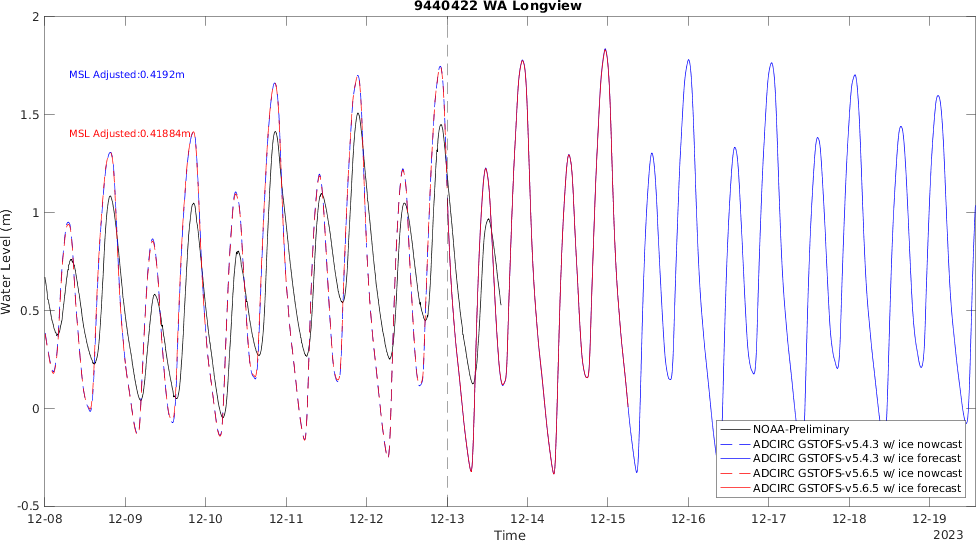 9440422 WA Longview
2
MSL Adjusted:0.4192m
1.5
MSL Adjusted:0.41884m
1
Water Level (m)
0.5
0
-0.5
NOAA-Preliminary
ADCIRC GSTOFS-v5.4.3 w/ ice nowcast
ADCIRC GSTOFS-v5.4.3 w/ ice forecast
ADCIRC GSTOFS-v5.6.5 w/ ice nowcast
ADCIRC GSTOFS-v5.6.5 w/ ice forecast
12-08 12-09 12-10 12-11 12-12 12-13 12-14 12-15 12-16 12-17 12-18 12-19
Time
2023